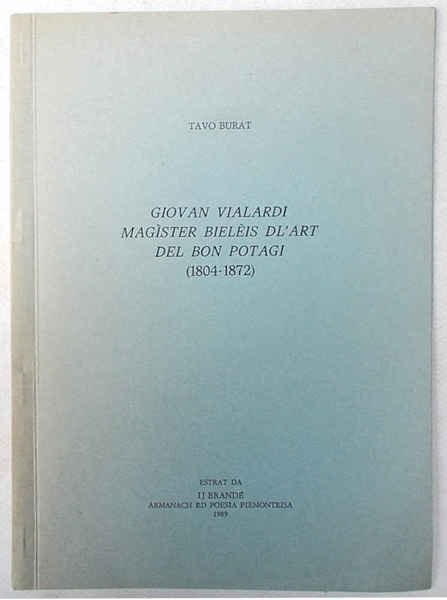 TAVO BURAT
GIOVAN VIALARDI
MAGÌSTER BIELÈIS DL'ART
DEL BON POTAGI
(1804-1872)
ESTRAT DA
IJ BRANDÉ
ARMANACH ED POESIA PIEMONTEISA
1989